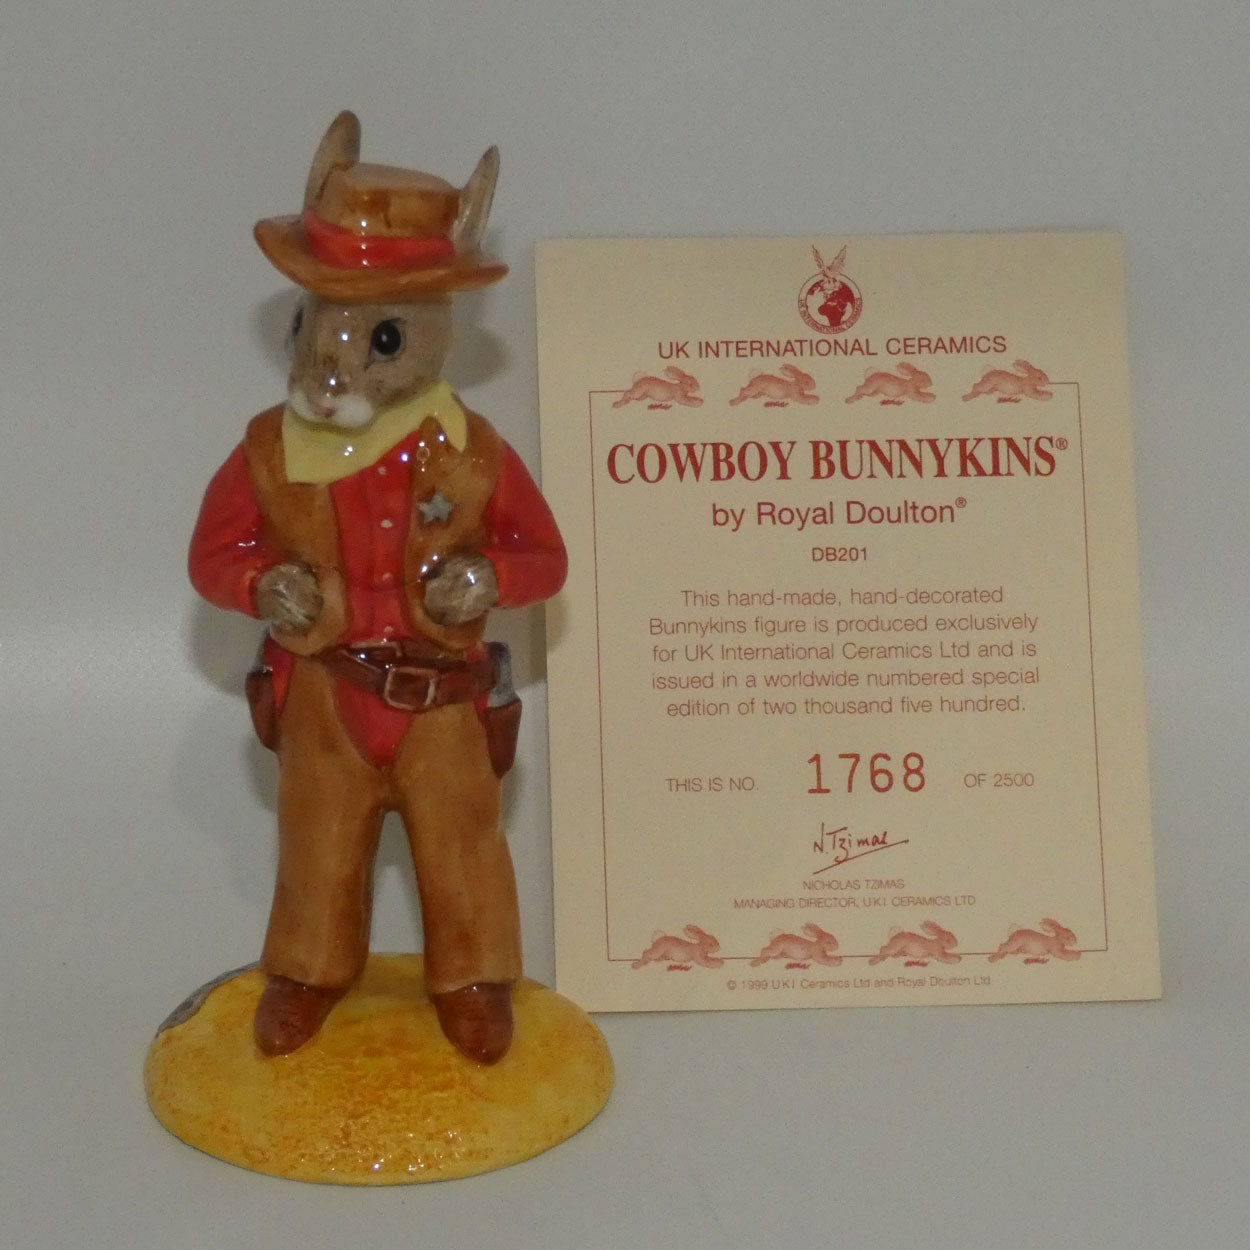 UK INTERNATIONAL CERAMICS
COWBOY BUNNYKINS®
by Royal Doulton®
DB201
This hand-made, hand-decorated
Bunnykins figure is produced exclusively
for UK International Ceramics Ltd and is
issued in a worldwide numbered special
edition of two thousand five hundred.
THIS IS NO. 1768 OF 2500
N. Tzimas
NICHOLAS TZIMAS
MANAGING DIRECTOR, U.K.I. CERAMICS LTD
© 1999 U.K.I. Ceramics Ltd and Royal Doulton Ltd